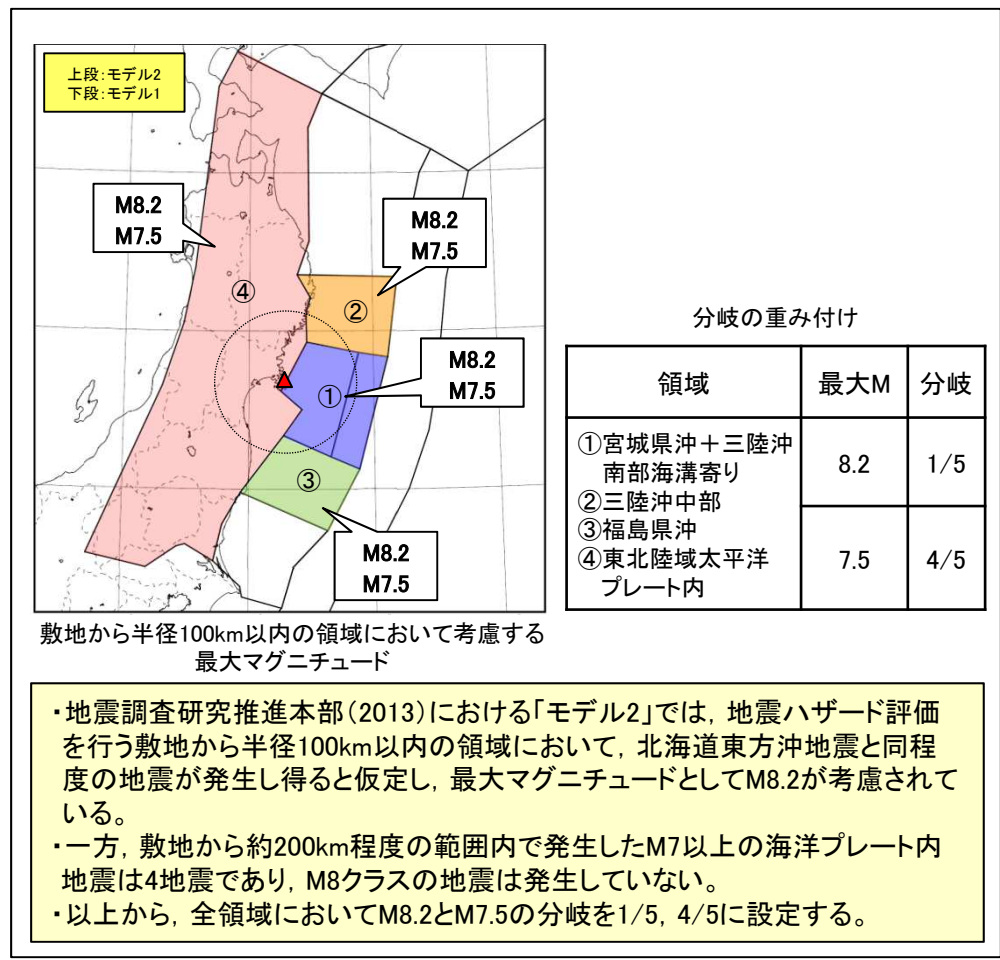 上段:モデル2
下段:モデル1
M8.2
M7.5
M8.2
M7.5
④
②
M8.2
M7.5
①
③
M8.2
M7.5
敷地から半径100km以内の領域において考慮する
最大マグニチュード
分岐の重み付け
領域 最大M 分岐
①宮城県沖＋三陸沖
南部海溝寄り
②三陸沖中部
③福島県沖
④東北陸域太平洋
プレート内
8.2 1/5
7.5 4/5
・地震調査研究推進本部(2013)における「モデル2」では，地震ハザード評価
を行う敷地から半径100km以内の領域において，北海道東方沖地震と同程
度の地震が発生し得ると仮定し，最大マグニチュードとしてM8.2が考慮されて
いる。
・一方，敷地から約200km程度の範囲内で発生したM7以上の海洋プレート内
地震は4地震であり，M8クラスの地震は発生していない。
・以上から，全領域においてM8.2とM7.5の分岐を1/5，4/5に設定する。